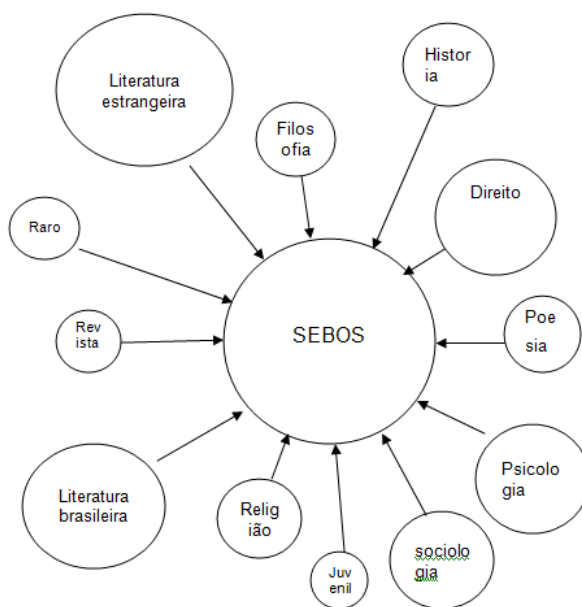 Literatura
estrangeira
Histor
ia
Filos
ofia
Direito
Raro
SEBOS
Rev
ista
Poe
sia
Literatura
brasileira
Relig
ião
Juv
enil
sociolo
gia
Psicolo
gia